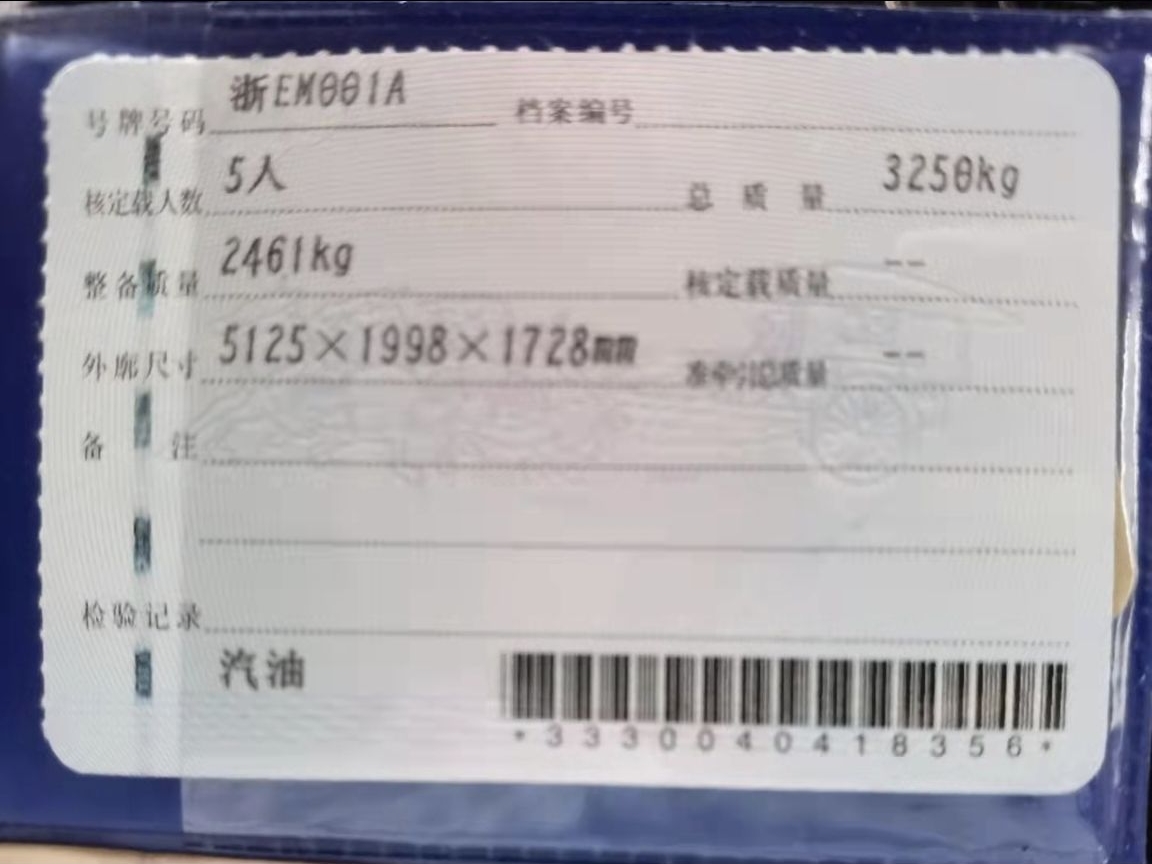 号牌号码 浙EM001A 档案编号
核定载人数 5人 总质量 3250kg
整备质量 2461kg 核定载质量 --
外廓尺寸 5125×1998×1728mm 准牵引总质量 --
备注
检验记录
汽油
*3330040418356*